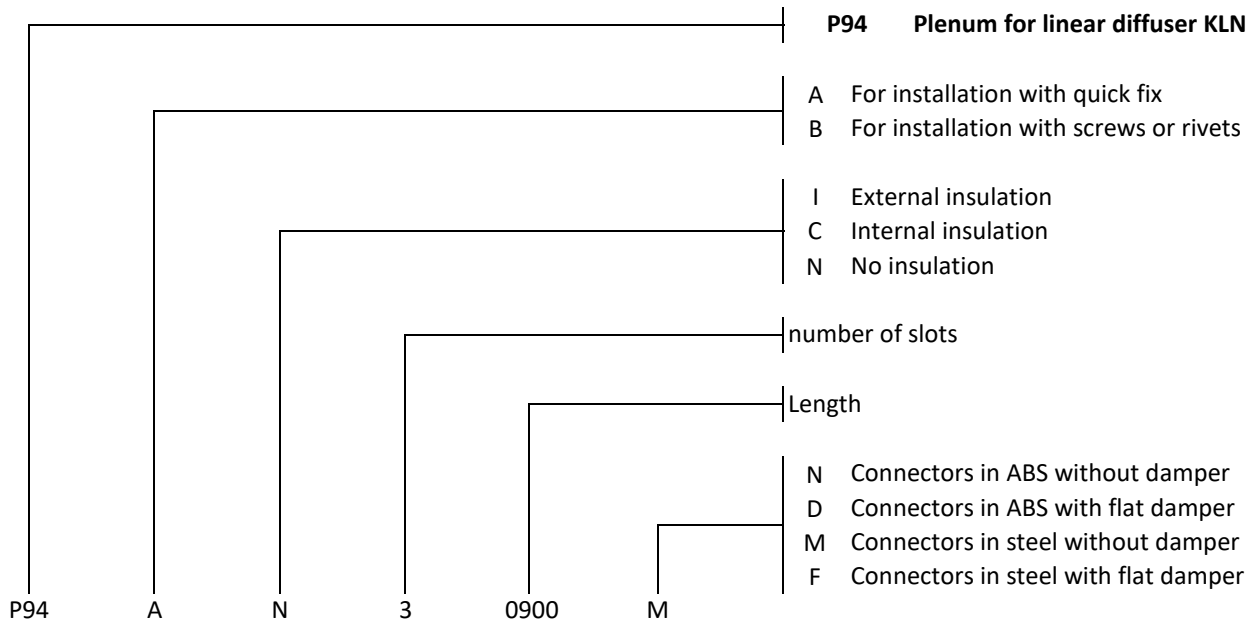 P94 Plenum for linear diffuser KLN
A For installation with quick fix
B For installation with screws or rivets
I External insulation
C Internal insulation
N No insulation
number of slots
Length
N Connectors in ABS without damper
D Connectors in ABS with flat damper
M Connectors in steel without damper
F Connectors in steel with flat damper
P94 A N 3 0900 M